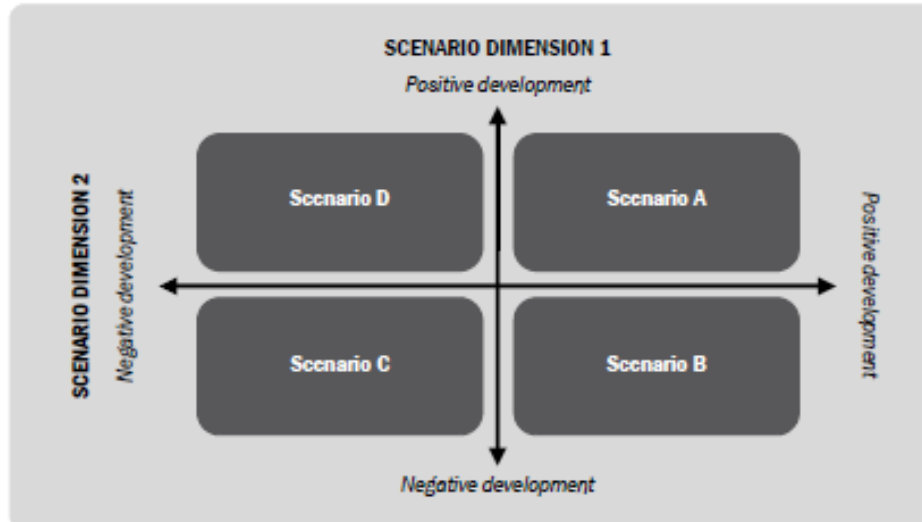 SCENARIO DIMENSION 1
Positive development
SCENARIO DIMENSION 2
Negative development
Scenario D
Scenario A
Positive development
Scenario C
Scenario B
Negative development